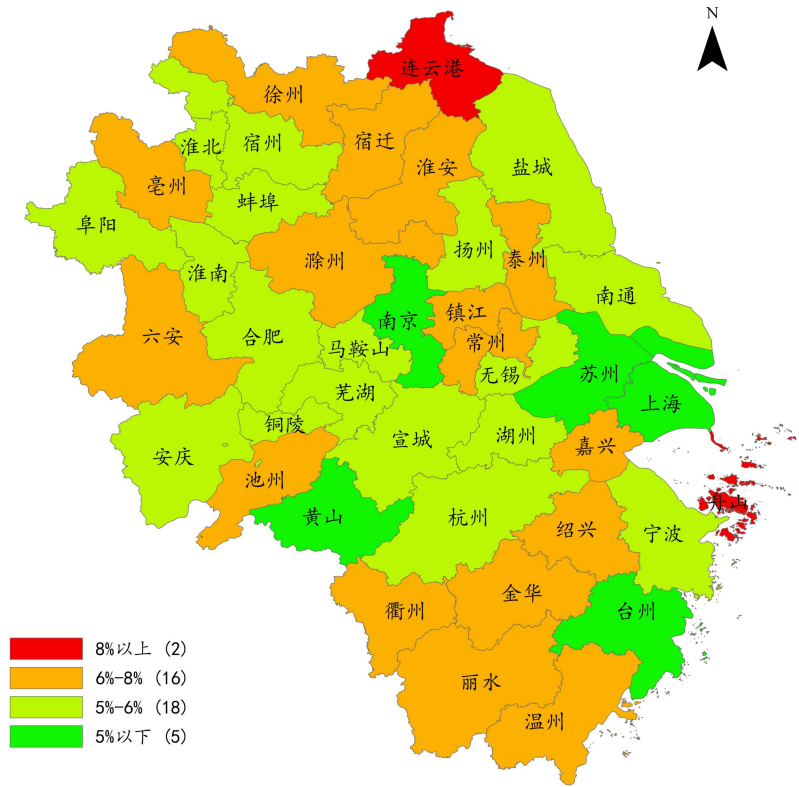 N
连云港
徐州
宿迁
淮北
宿州
淮安
盐城
亳州
蚌埠
阜阳
扬州
滁州
泰州
淮南
南通
镇江
南京
六安
合肥
马鞍山
常州
无锡
苏州
芜湖
上海
铜陵
宣城
湖州
嘉兴
安庆
池州
舟山
黄山
杭州
绍兴
宁波
金华
衢州
台州
丽水
温州
8%以上 (2)
6%-8% (16)
5%-6% (18)
5%以下 (5)